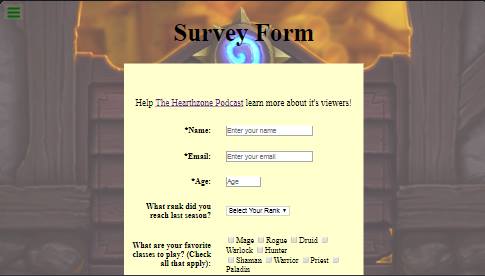 Survey Form
Help The Hearthzone Podcast learn more about it's viewers!
*Name: Enter your name
*Email: Enter your email
*Age: Age
What rank did you
reach last season? Select Your Rank
What are your favorite
classes to play? (Check
all that apply):
Mage Rogue Druid
Warlock Hunter
Shaman Warrior Priest
Paladin